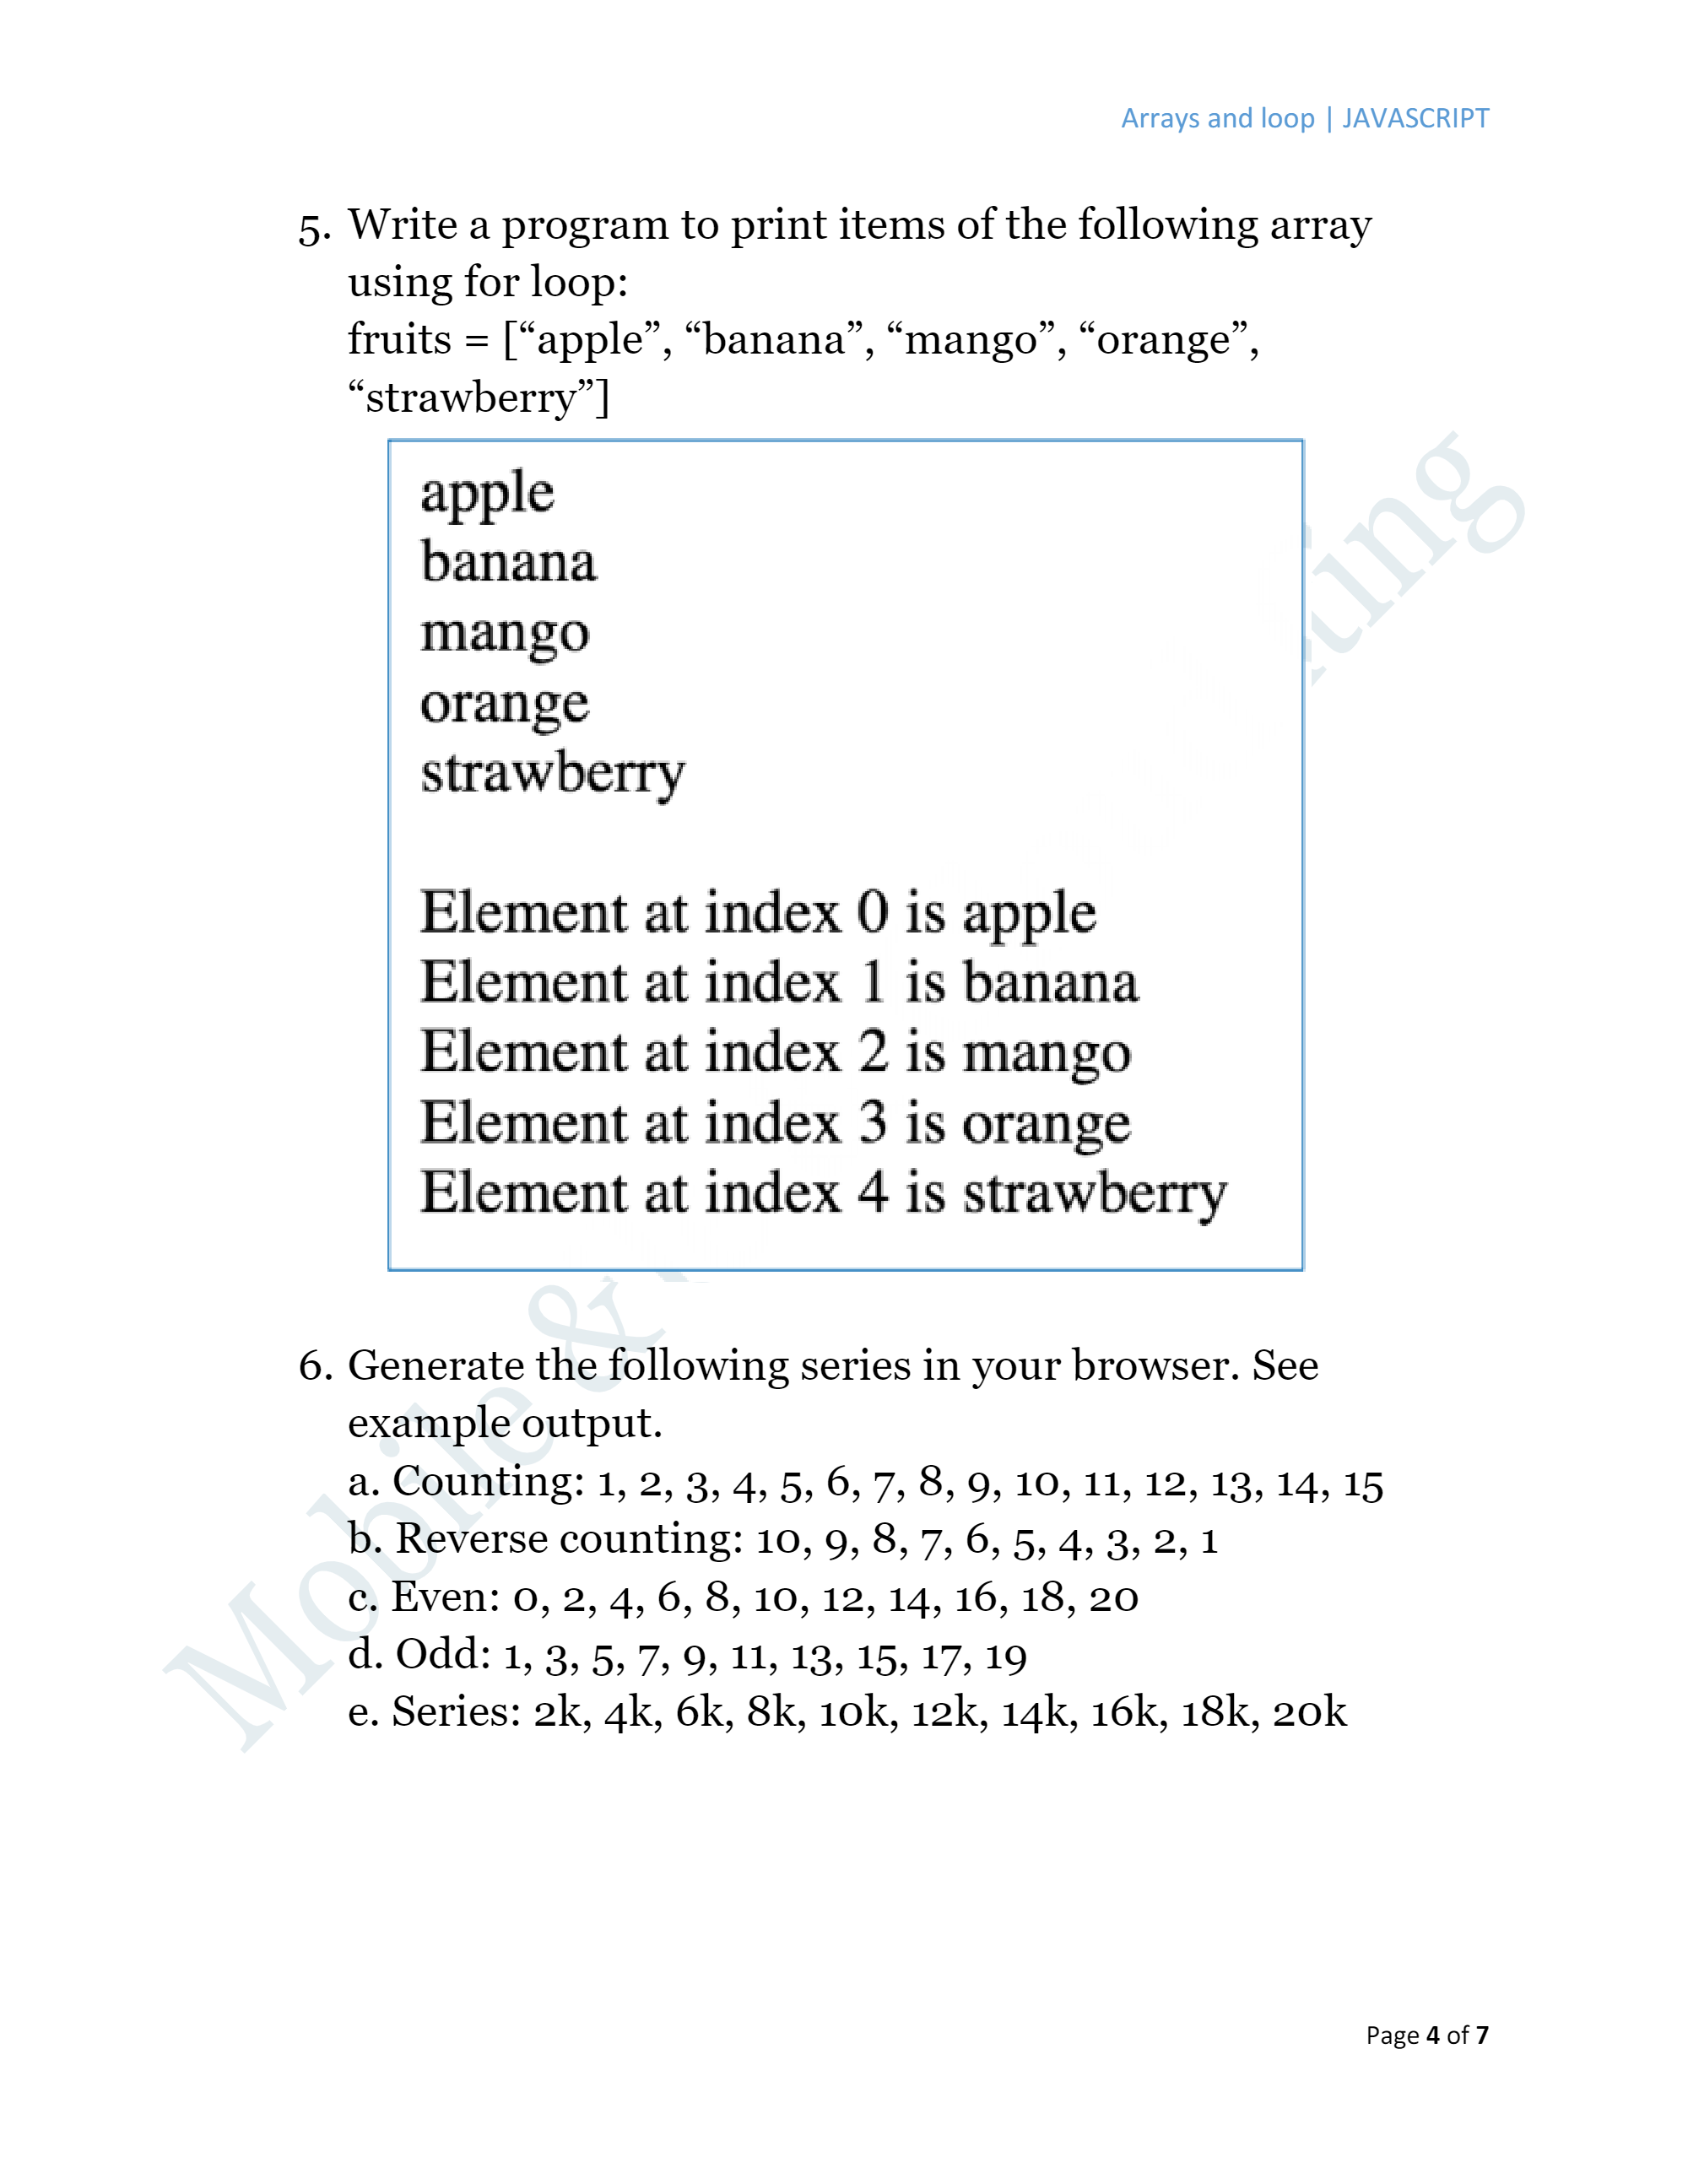 Arrays and loop | JAVASCRIPT
5. Write a program to print items of the following array
using for loop:
fruits = [“apple”, “banana”, “mango”, “orange”,
“strawberry”]
apple
banana
mango
orange
strawberry
Element at index 0 is apple
Element at index 1 is banana
Element at index 2 is mango
Element at index 3 is orange
Element at index 4 is strawberry
6. Generate the following series in your browser. See
example output.
a. Counting: 1, 2, 3, 4, 5, 6, 7, 8, 9, 10, 11, 12, 13, 14, 15
b. Reverse counting: 10, 9, 8, 7, 6, 5, 4, 3, 2, 1
c. Even: 0, 2, 4, 6, 8, 10, 12, 14, 16, 18, 20
d. Odd: 1, 3, 5, 7, 9, 11, 13, 15, 17, 19
e. Series: 2k, 4k, 6k, 8k, 10k, 12k, 14k, 16k, 18k, 20k
Mobile &
Page 4 of 7